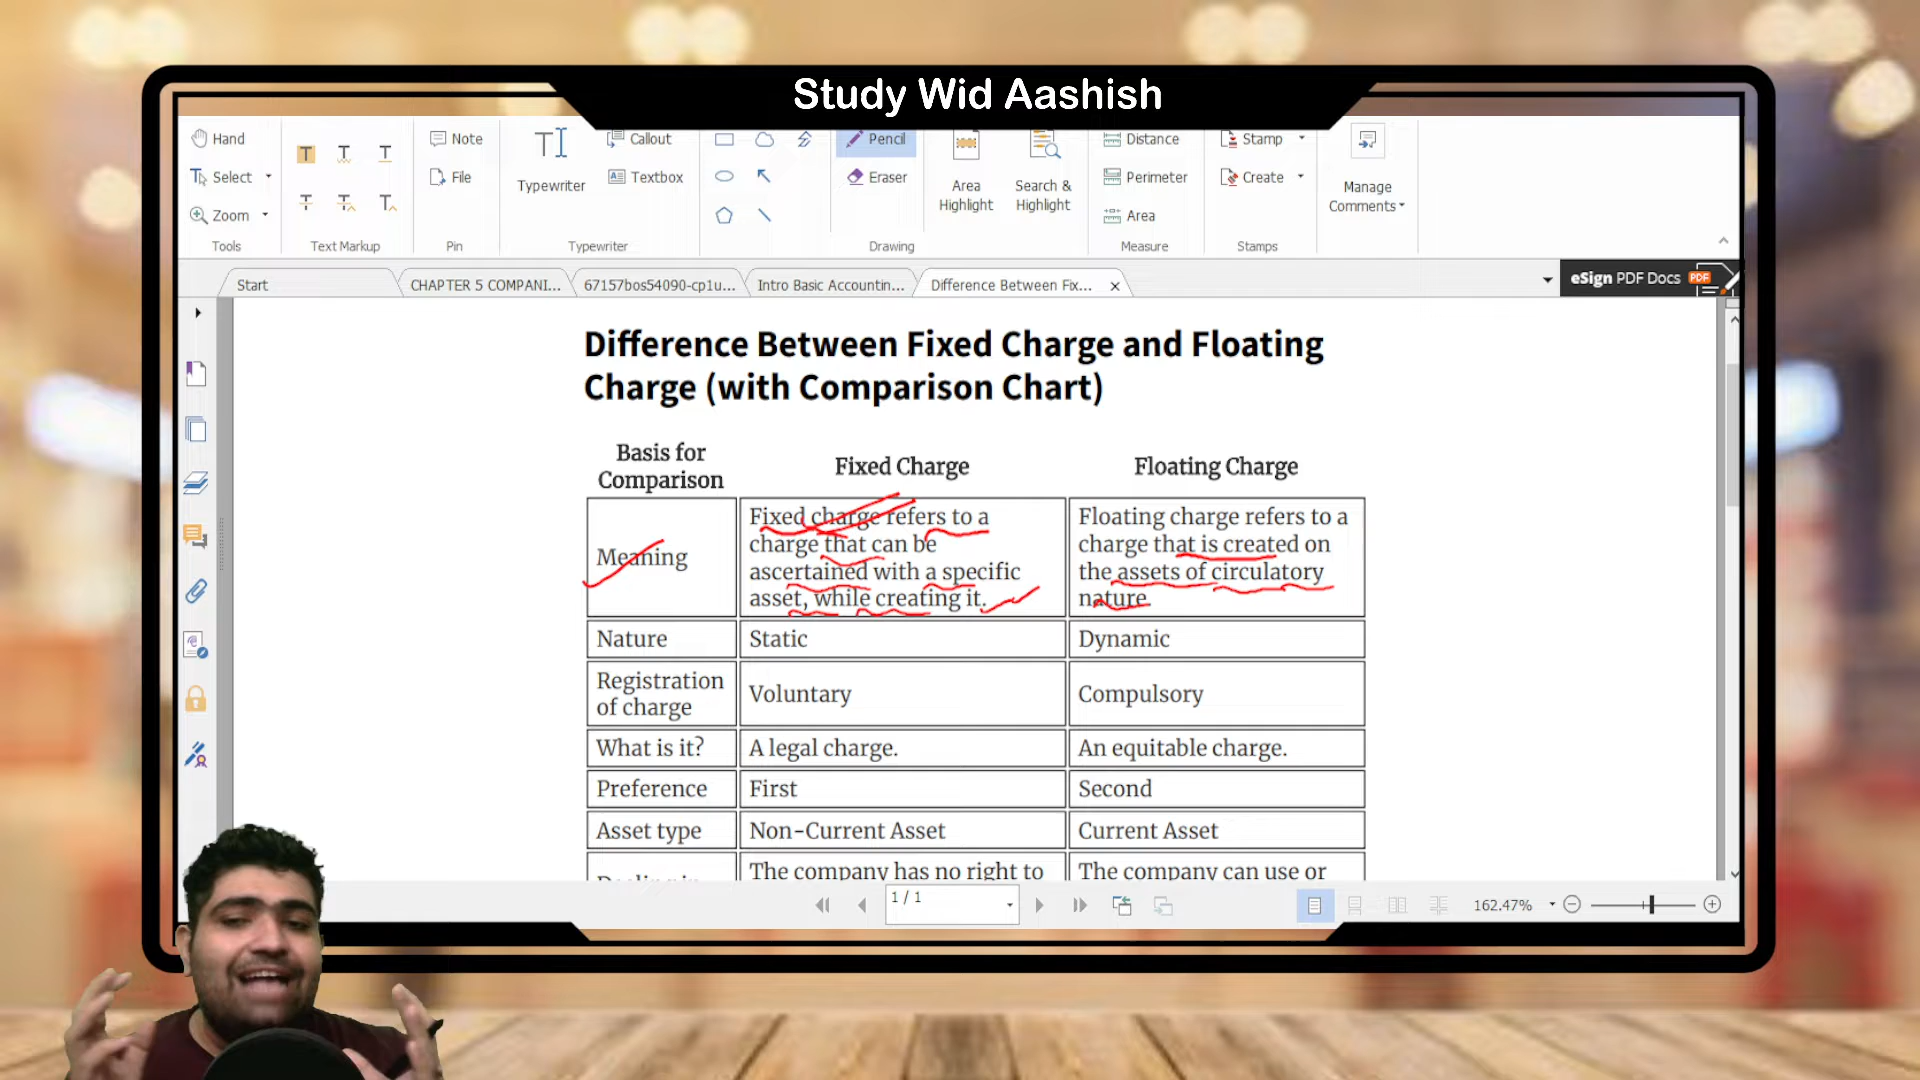 Study Wid Aashish
Hand
Select
Zoom
Tools
T T T
T T T
Text Markup
Note
File
Pin
Typewriter
Callout
Textbox
Typewriter
Pencil
Eraser
Drawing
Area
Highlight
Search &
Highlight
Distance
Perimeter
Area
Measure
Stamp
Create
Stamps
Manage
Comments
Start
CHAPTER 5 COMPANI...
67157bos54090-cp1u...
Intro Basic Accountin...
Difference Between Fix...
eSign PDF Docs
PDF
Difference Between Fixed Charge and Floating
Charge (with Comparison Chart)
Basis for
Comparison
Fixed Charge
Floating Charge
Meaning
Fixed charge refers to a
charge that can be
ascertained with a specific
asset, while creating it.
Floating charge refers to a
charge that is created on
the assets of circulatory
nature
Nature
Static
Dynamic
Registration
of charge
Voluntary
Compulsory
What is it?
A legal charge.
An equitable charge.
Preference
First
Second
Asset type
Non-Current Asset
Current Asset
The company has no right to
The company can use or
1 / 1
162.47%